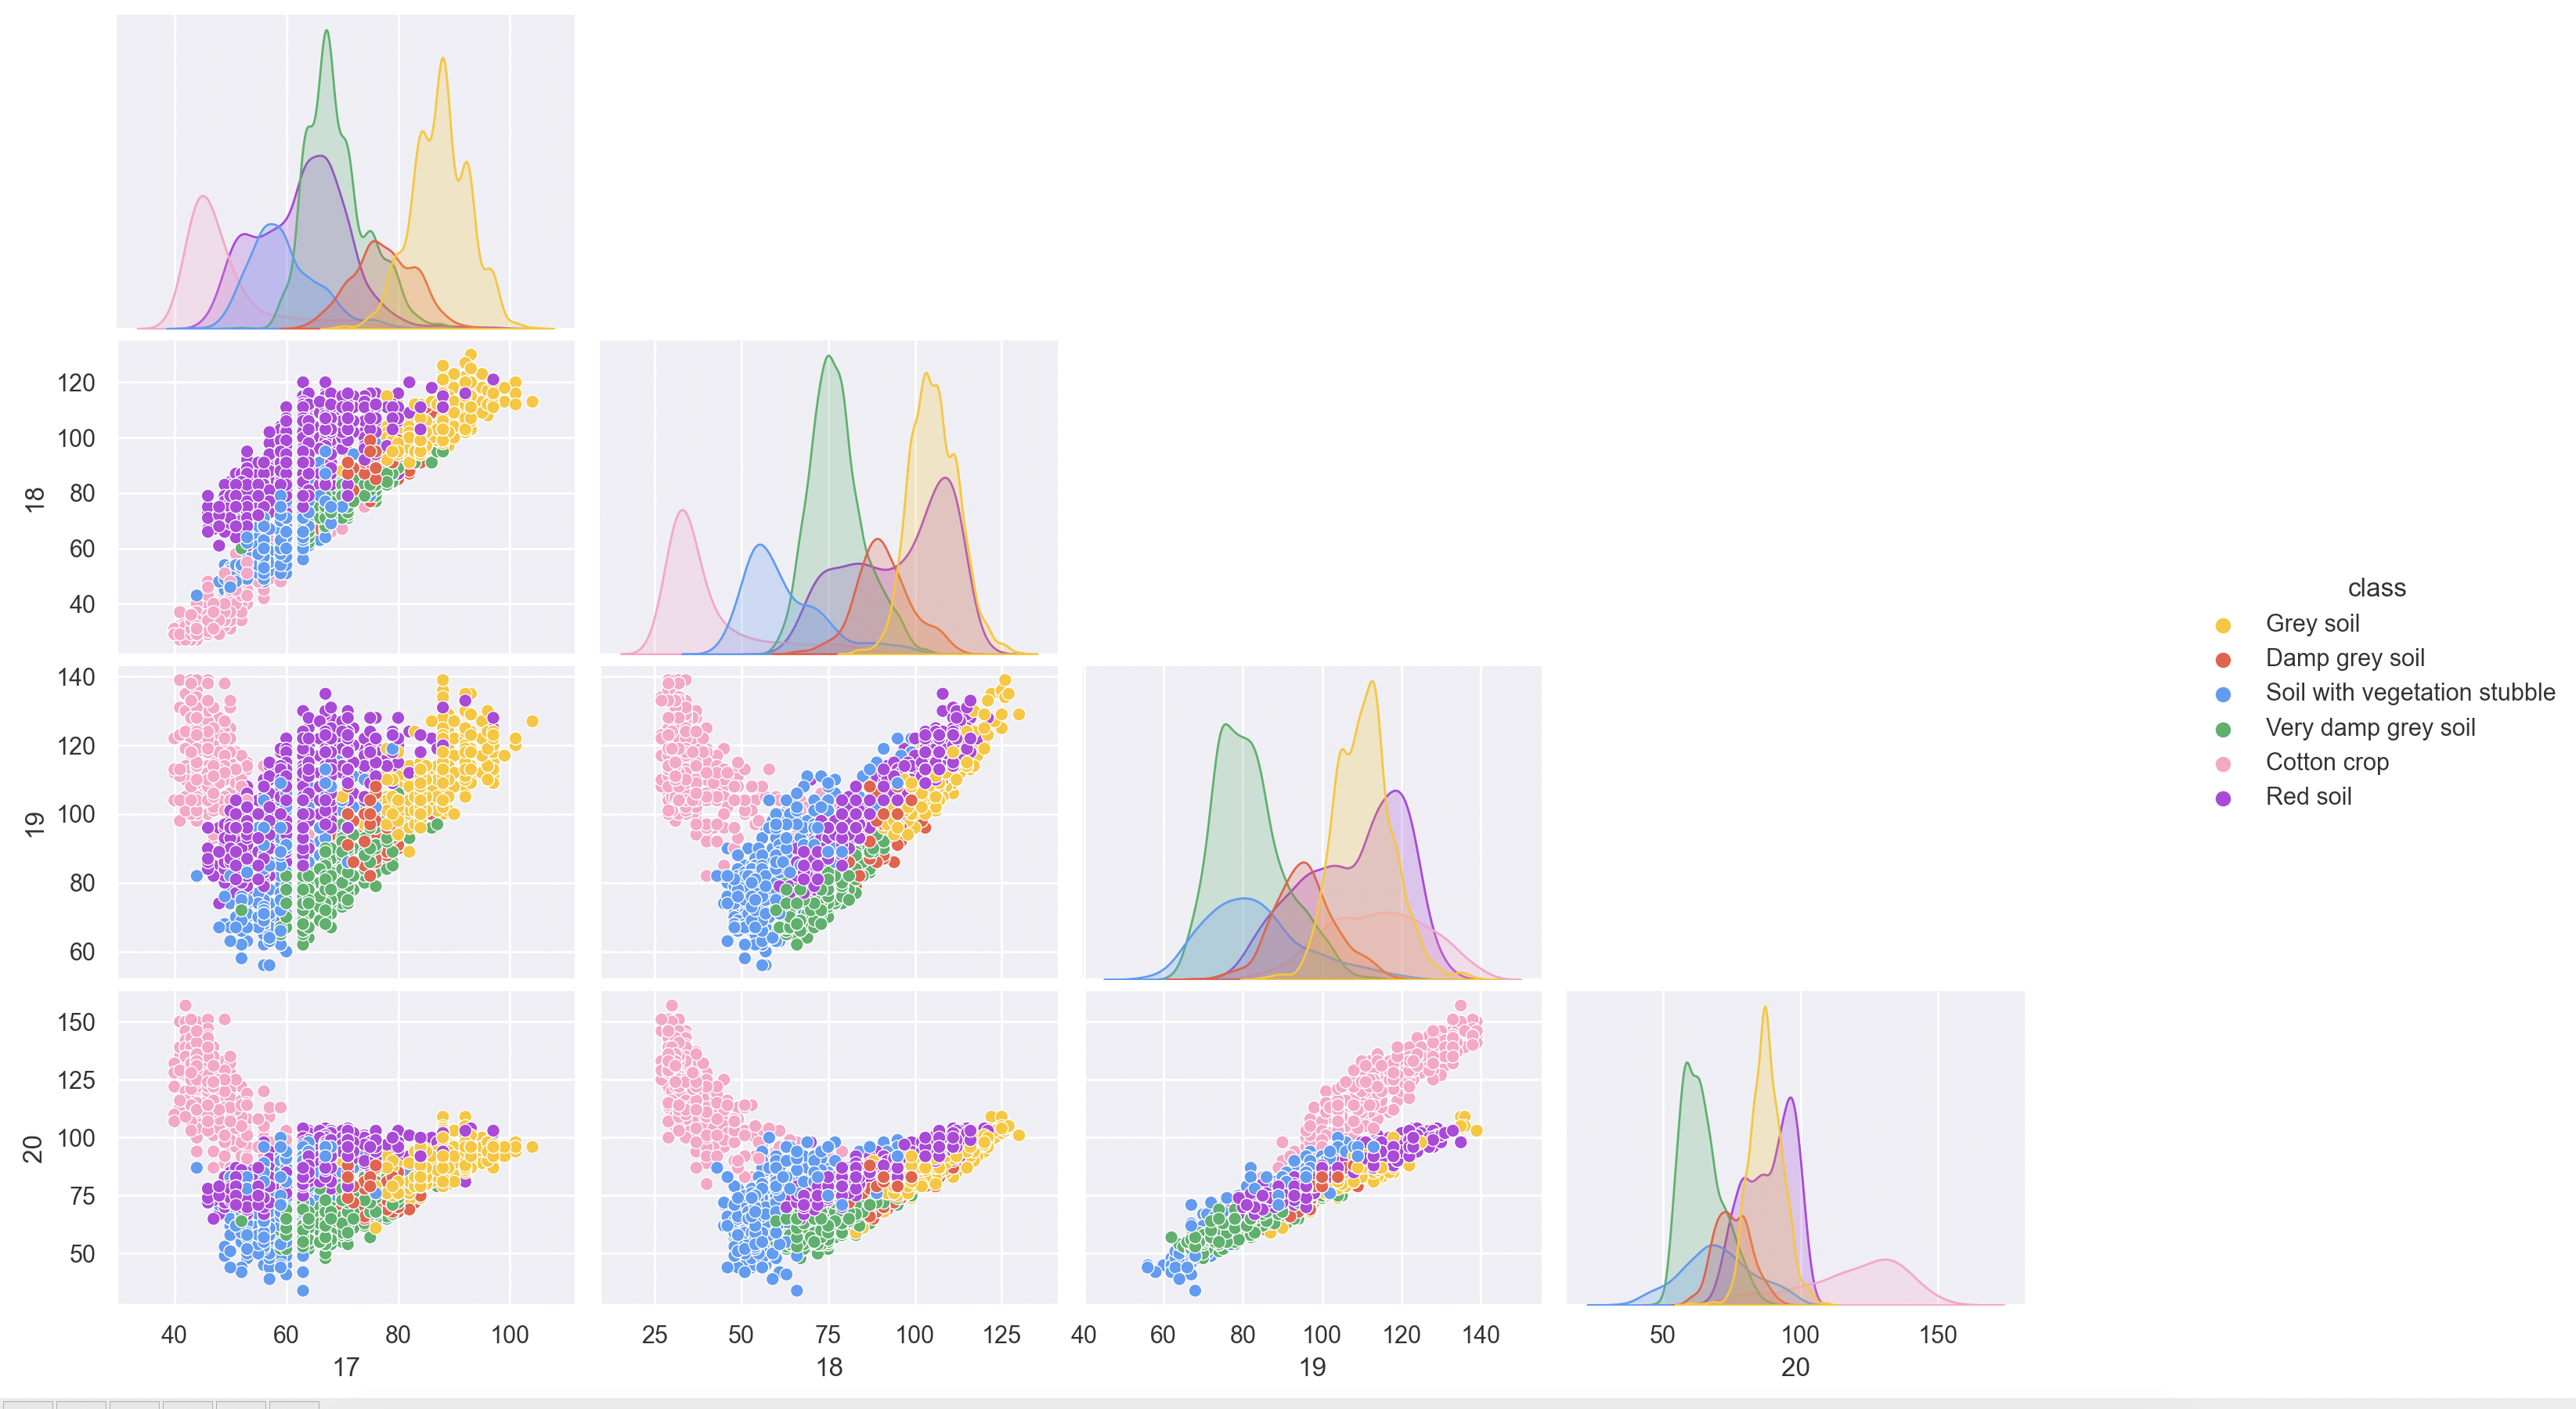 18
120
100
80
60
40
19
140
120
100
80
60
20
150
125
100
75
50
40 60 80 100
25 50 75 100 125
40 60 80 100 120 140
50 100 150
17
18
19
20
class
Grey soil
Damp grey soil
Soil with vegetation stubble
Very damp grey soil
Cotton crop
Red soil